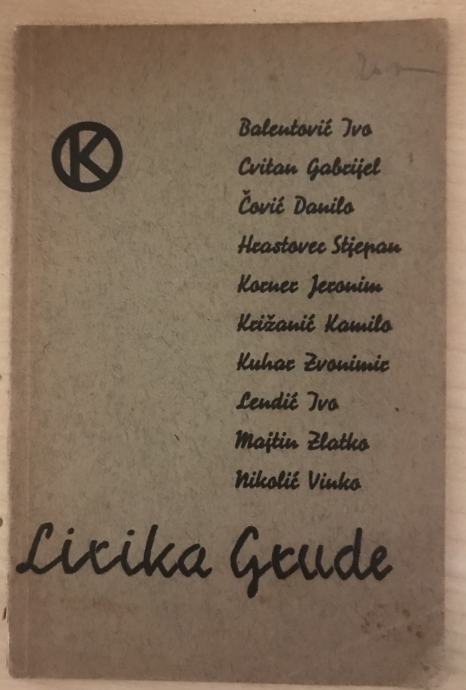 K
Balentović Ivo
Cvitan Gabrijel
Čović Danilo
Hrastovec Stjepan
Korner Jeronim
Križanić Kamilo
Kuhar Zvonimir
Lendić Ivo
Majtin Zlatko
Nikolić Vinko
Lirika Grude